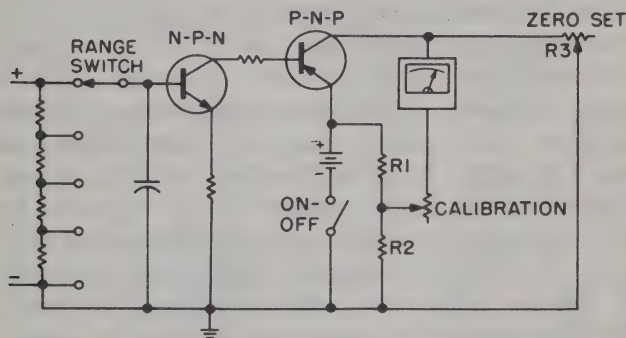 N-P-N
P-N-P
ZERO SET
R3
RANGE
SWITCH
+
+
-
R1
ON-
OFF
CALIBRATION
R2
-